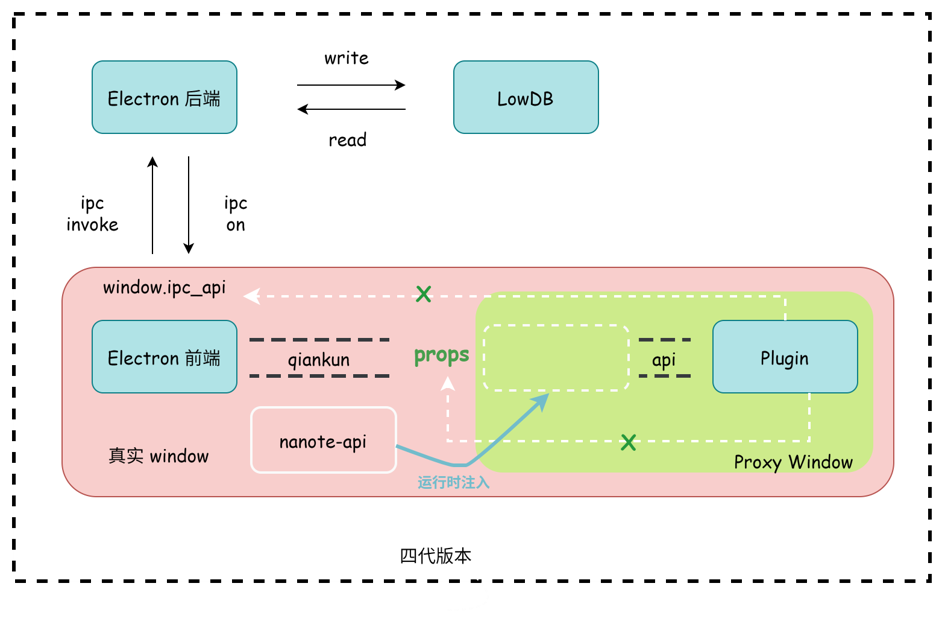 write
Electron 后端
LowDB
read
ipc
invoke
ipc
on
window.ipc_api
X
Electron 前端
qiankun
props
api
Plugin
nanote-api
X
真实 window
Proxy Window
运行时注入
四代版本